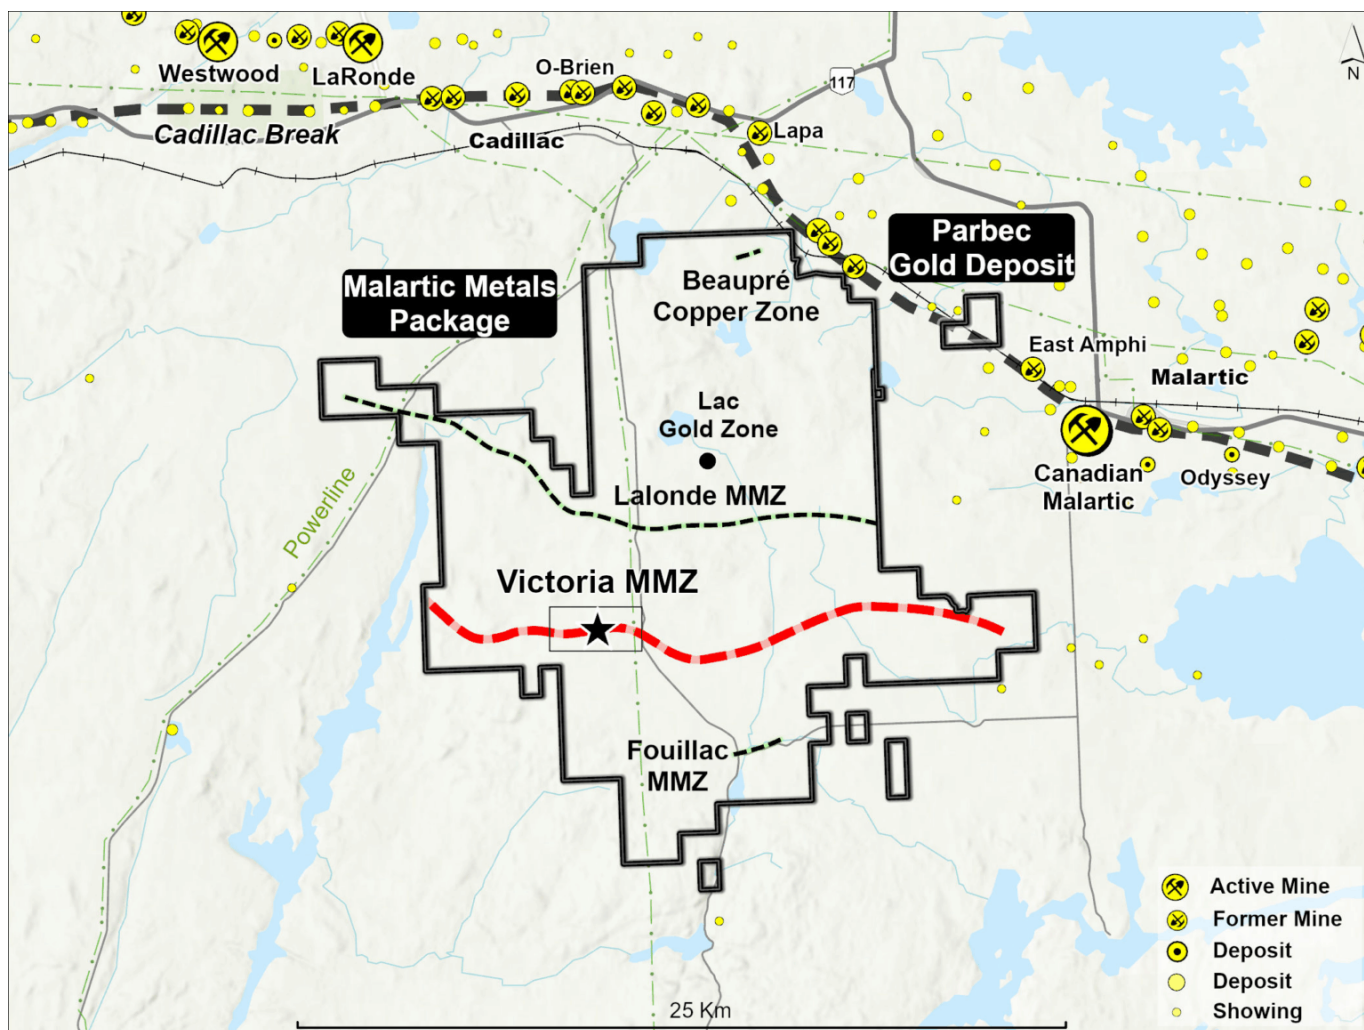 Westwood
LaRonde
O-Brien
117
N
Cadillac Break
Cadillac
Lapa
Parbec
Gold Deposit
Malartic Metals
Package
Beaupré
Copper Zone
East Amphi
Malartic
Lac
Gold Zone
Canadian
Malartic
Odyssey
Lalonde MMZ
Powerline
Victoria MMZ
Fouillac
MMZ
Active Mine
Former Mine
Deposit
Deposit
Showing
25 Km